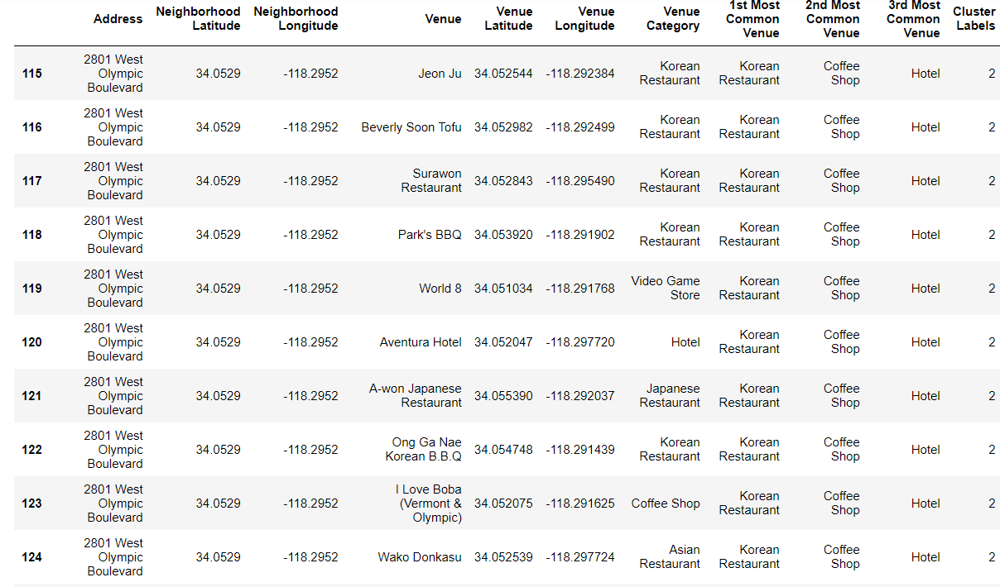 Address Neighborhood Latitude Neighborhood Longitude Venue Venue Latitude Venue Longitude Venue Category 1st Most Common Venue 2nd Most Common Venue 3rd Most Common Venue Cluster Labels
115 2801 West Olympic Boulevard 34.0529 -118.2952 Jeon Ju 34.052544 -118.292384 Korean Restaurant Korean Restaurant Coffee Shop Hotel 2
116 2801 West Olympic Boulevard 34.0529 -118.2952 Beverly Soon Tofu 34.052982 -118.292499 Korean Restaurant Korean Restaurant Coffee Shop Hotel 2
117 2801 West Olympic Boulevard 34.0529 -118.2952 Surawon Restaurant 34.052843 -118.295490 Korean Restaurant Korean Restaurant Coffee Shop Hotel 2
118 2801 West Olympic Boulevard 34.0529 -118.2952 Park's BBQ 34.053920 -118.291902 Korean Restaurant Korean Restaurant Coffee Shop Hotel 2
119 2801 West Olympic Boulevard 34.0529 -118.2952 World 8 34.051034 -118.291768 Video Game Store Korean Restaurant Coffee Shop Hotel 2
120 2801 West Olympic Boulevard 34.0529 -118.2952 Aventura Hotel 34.052047 -118.297720 Hotel Korean Restaurant Coffee Shop Hotel 2
121 2801 West Olympic Boulevard 34.0529 -118.2952 A-won Japanese Restaurant 34.055390 -118.292037 Japanese Restaurant Korean Restaurant Coffee Shop Hotel 2
122 2801 West Olympic Boulevard 34.0529 -118.2952 Ong Ga Nae Korean B.B.Q 34.054748 -118.291439 Korean Restaurant Korean Restaurant Coffee Shop Hotel 2
123 2801 West Olympic Boulevard 34.0529 -118.2952 I Love Boba (Vermont & Olympic) 34.052075 -118.291625 Coffee Shop Korean Restaurant Coffee Shop Hotel 2
124 2801 West Olympic Boulevard 34.0529 -118.2952 Wako Donkasu 34.052539 -118.297724 Asian Restaurant Korean Restaurant Coffee Shop Hotel 2